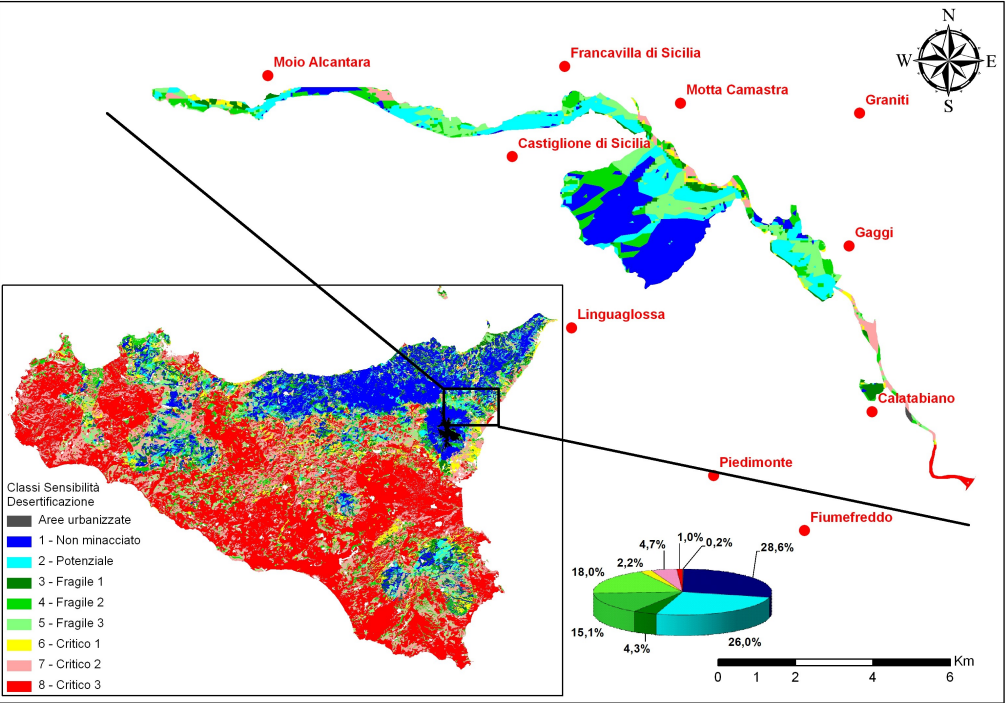 N
W E
S
Moio Alcantara
Francavilla di Sicilia
Motta Camastra
Graniti
Castiglione di Sicilia
Gaggi
Linguaglossa
Calatabiano
Piedimonte
Fiumefreddo
Classi Sensibilità
Desertificazione
Aree urbanizzate
1 - Non minacciato
2 - Potenziale
3 - Fragile 1
4 - Fragile 2
5 - Fragile 3
6 - Critico 1
7 - Critico 2
8 - Critico 3
1,0%
0,2%
4,7%
28,6%
2,2%
18,0%
15,1%
4,3%
26,0%
Km
0 1 2 4 6